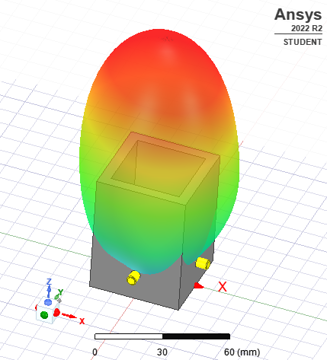 Ansys
2022 R2
STUDENT
X
Z
Y
X
0 30 60 (mm)